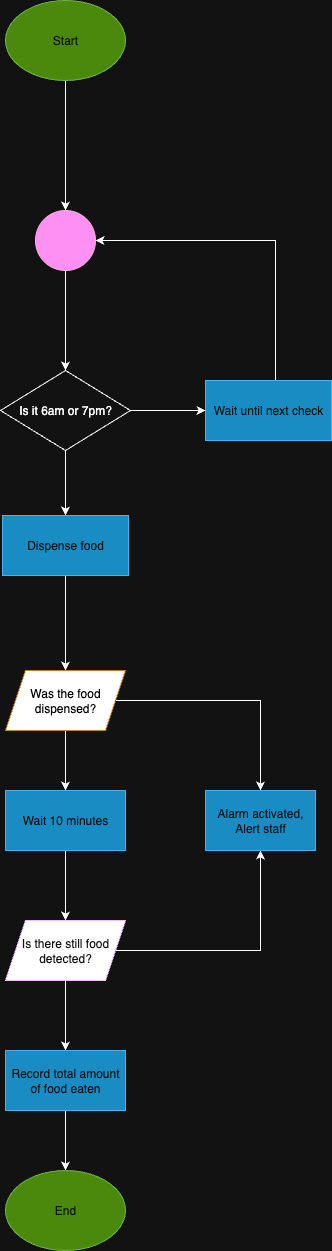 Start
Is it 6am or 7pm?
Wait until next check
Dispense food
Was the food
dispensed?
Wait 10 minutes
Alarm activated,
Alert staff
Is there still food
detected?
Record total amount
of food eaten
End